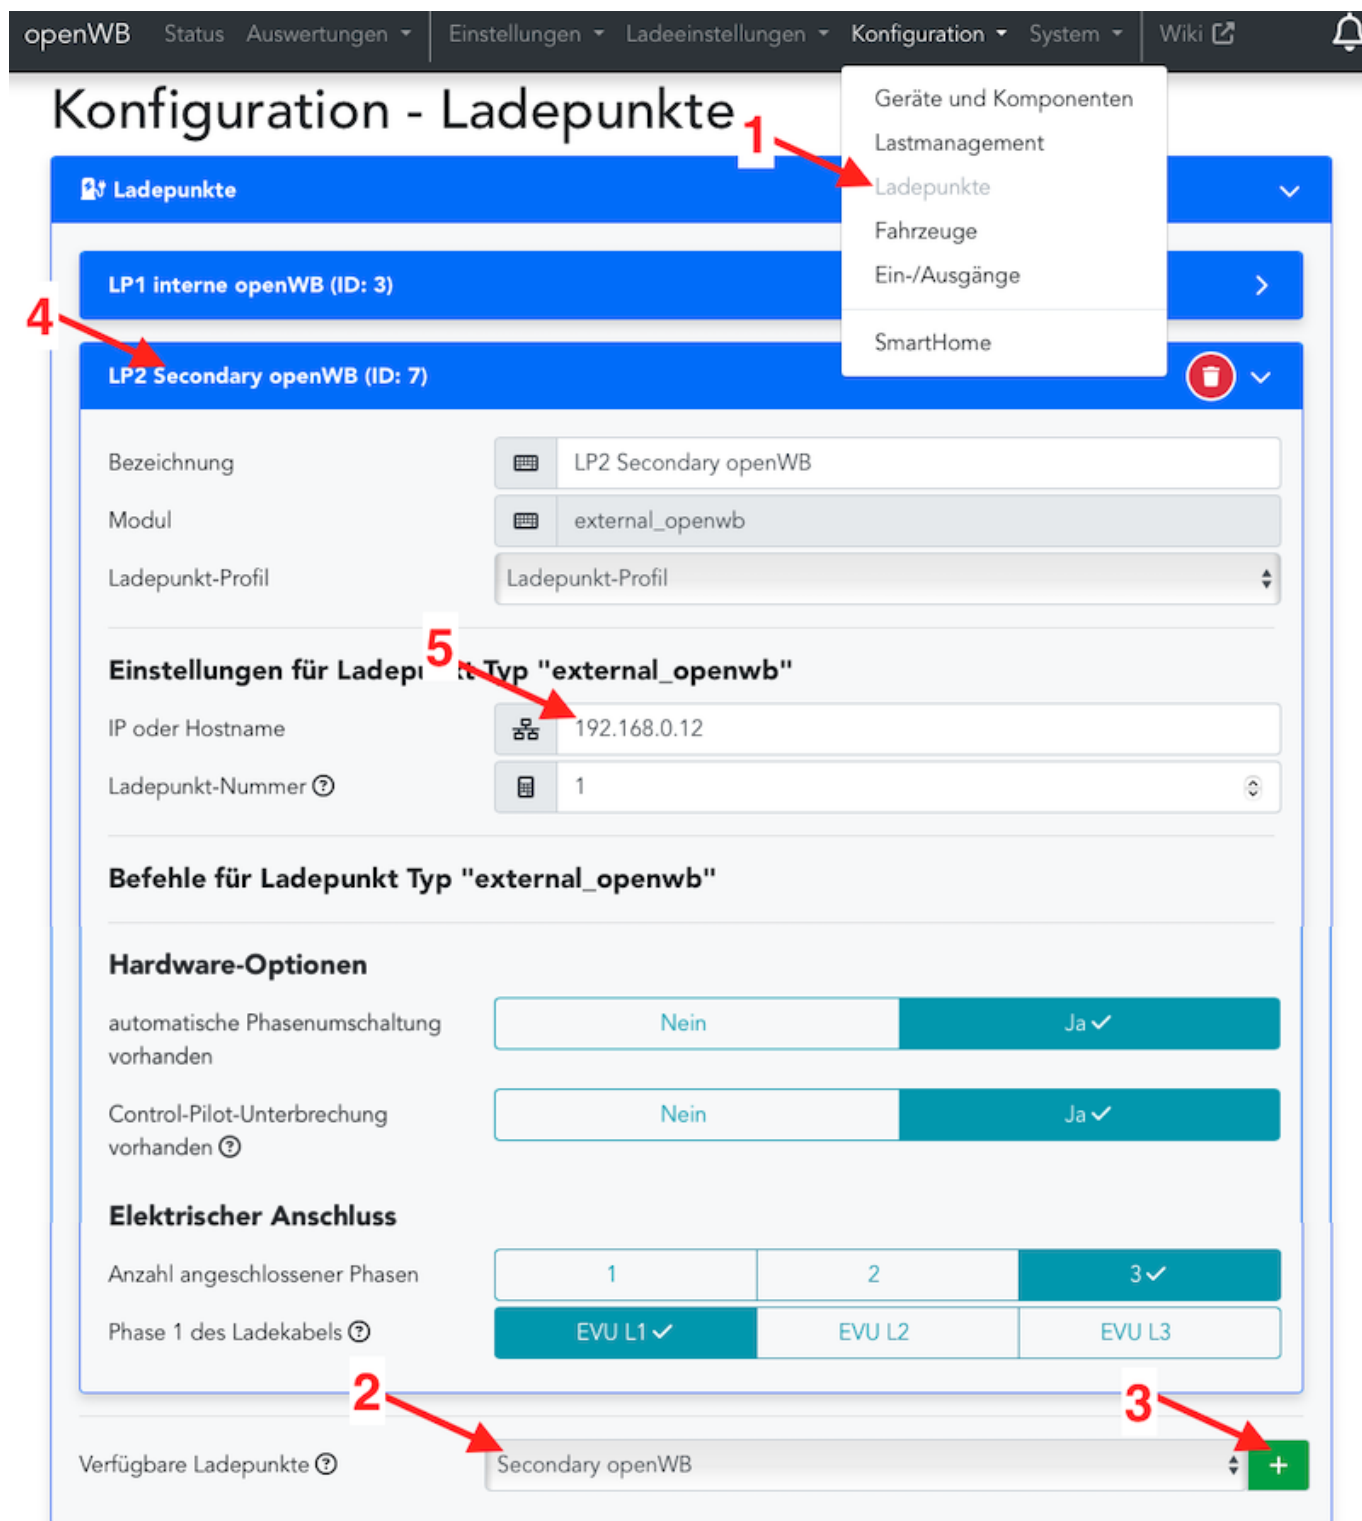 openWB Status Auswertungen Einstellungen Ladeeinstellungen Konfiguration System Wiki
Konfiguration - Ladepunkte
Geräte und Komponenten
Lastmanagement
Ladepunkte
Fahrzeuge
Ein-/Ausgänge
SmartHome
1
Ladepunkte
LP1 interne openWB (ID: 3)
4
LP2 Secondary openWB (ID: 7)
Bezeichnung LP2 Secondary openWB
Modul external_openwb
Ladepunkt-Profil Ladepunkt-Profil
5
Einstellungen für Ladepunkt Typ "external_openwb"
IP oder Hostname 192.168.0.12
Ladepunkt-Nummer 1
Befehle für Ladepunkt Typ "external_openwb"
Hardware-Optionen
automatische Phasenumschaltung
vorhanden
Nein Ja
Control-Pilot-Unterbrechung
vorhanden
Nein Ja
Elektrischer Anschluss
Anzahl angeschlossener Phasen 1 2 3
Phase 1 des Ladekabels EVU L1 EVU L2 EVU L3
2 3
Verfügbare Ladepunkte Secondary openWB +